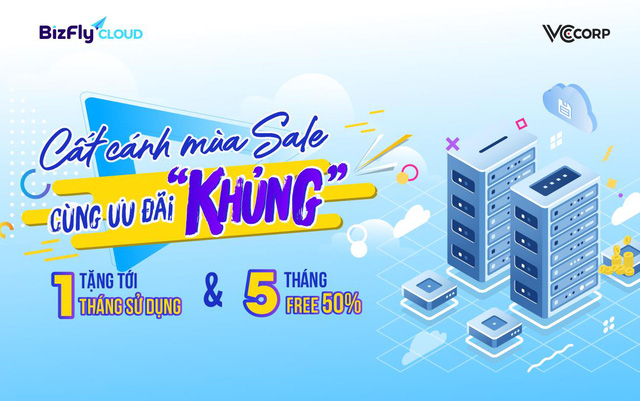 BizFly CLOUD
VCCORP
Cất cánh mùa Sale
CÙNG ƯU ĐÃI "KHỦNG"
1 TẶNG TỚI
THÁNG SỬ DỤNG
&
5 THÁNG
FREE 50%